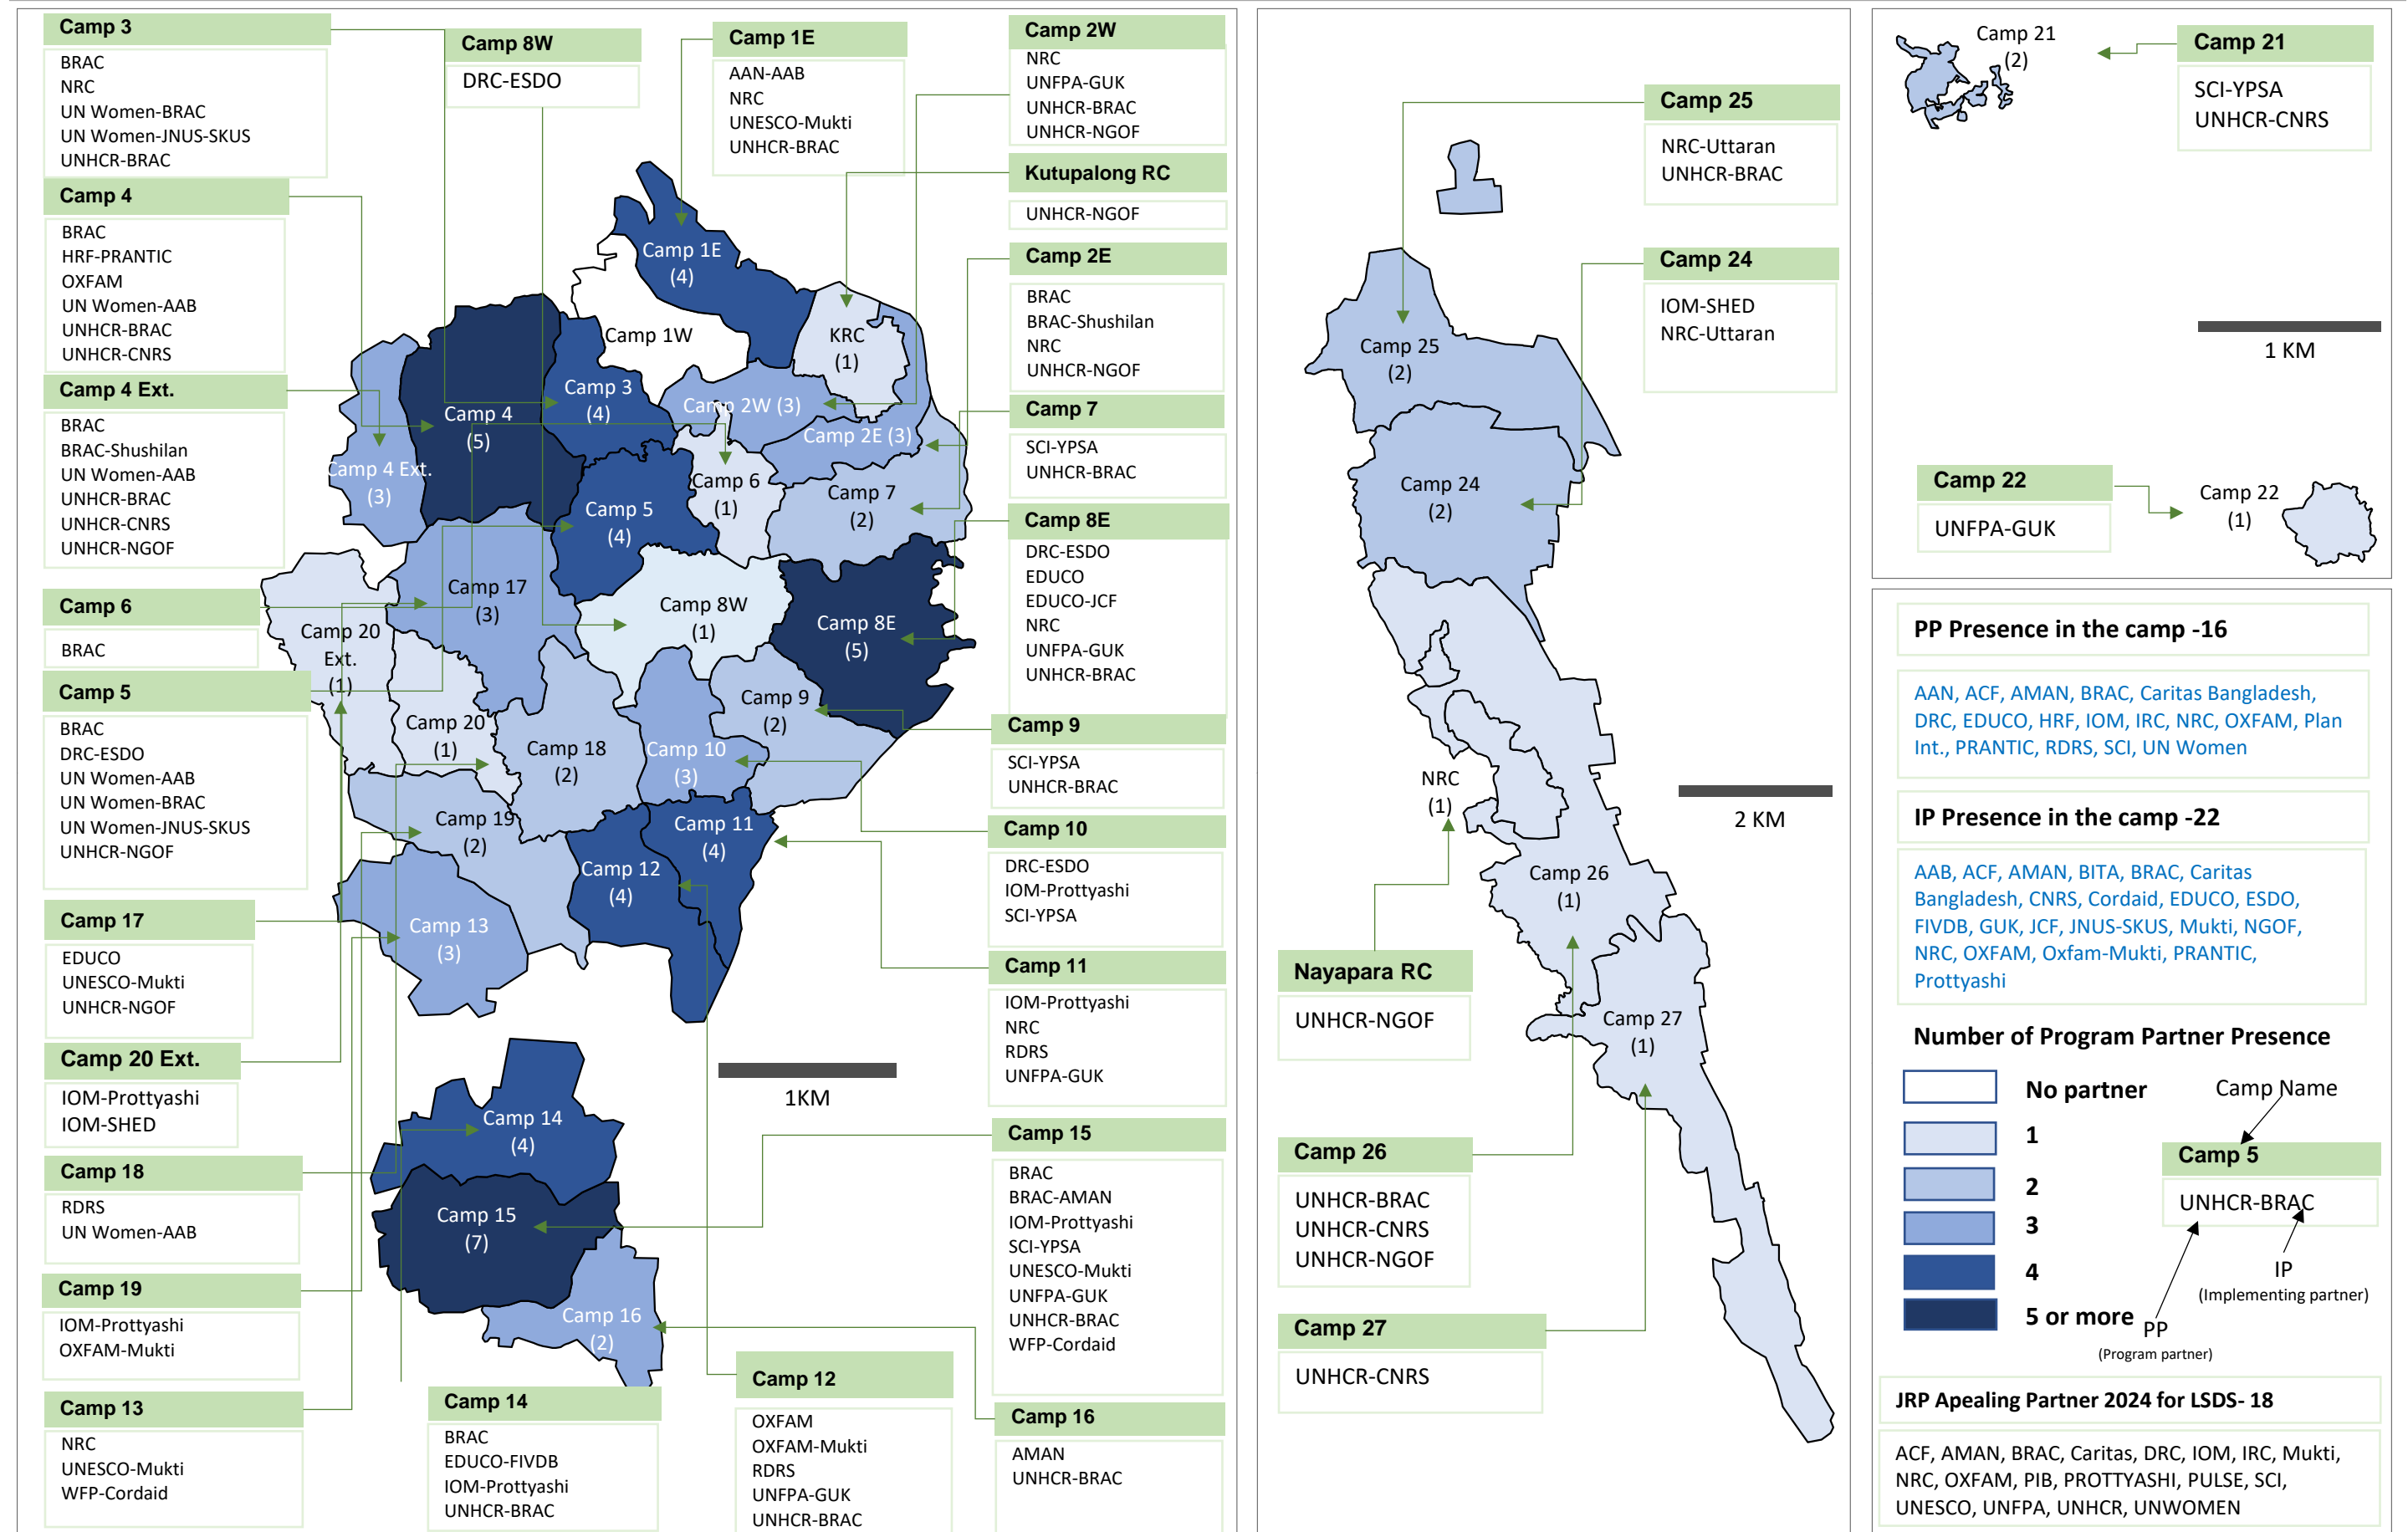 Camp 3
BRAC
NRC
UN Women-BRAC
UN Women-JNUS-SKUS
UNHCR-BRAC
Camp 4
BRAC
HRF-PRANTIC
OXFAM
UN Women-AAB
UNHCR-BRAC
UNHCR-CNRS
Camp 4 Ext.
BRAC
BRAC-Shushilan
UN Women-AAB
UNHCR-BRAC
UNHCR-CNRS
UNHCR-NGOF
Camp 6
BRAC
Camp 5
BRAC
DRC-ESDO
UN Women-AAB
UN Women-BRAC
UN Women-JNUS-SKUS
UNHCR-NGOF
Camp 17
EDUCO
UNESCO-Mukti
UNHCR-NGOF
Camp 20 Ext.
IOM-Prottyashi
IOM-SHED
Camp 18
RDRS
UN Women-AAB
Camp 19
IOM-Prottyashi
OXFAM-Mukti
Camp 13
NRC
UNESCO-Mukti
WFP-Cordaid
Camp 8W
DRC-ESDO
Camp 1E
AAN-AAB
NRC
UNESCO-Mukti
UNHCR-BRAC
Camp 2W
NRC
UNFPA-GUK
UNHCR-BRAC
UNHCR-NGOF
Kutupalong RC
UNHCR-NGOF
Camp 2E
BRAC
BRAC-Shushilan
NRC
UNHCR-NGOF
Camp 7
SCI-YPSA
UNHCR-BRAC
Camp 8E
DRC-ESDO
EDUCO
EDUCO-JCF
NRC
UNFPA-GUK
UNHCR-BRAC
Camp 9
SCI-YPSA
UNHCR-BRAC
Camp 10
DRC-ESDO
IOM-Prottyashi
SCI-YPSA
Camp 11
IOM-Prottyashi
NRC
RDRS
UNFPA-GUK
Camp 15
BRAC
BRAC-AMAN
IOM-Prottyashi
SCI-YPSA
UNESCO-Mukti
UNFPA-GUK
UNHCR-BRAC
WFP-Cordaid
Camp 16
AMAN
UNHCR-BRAC
Camp 14
BRAC
EDUCO-FIVDB
IOM-Prottyashi
UNHCR-BRAC
Camp 12
OXFAM
OXFAM-Mukti
RDRS
UNFPA-GUK
UNHCR-BRAC
Camp 1E
(4)
Camp 1W
KRC
(1)
Camp 3
(4)
Camp 4
(5)
Camp 2W (3)
Camp 2E (3)
Camp 4 Ext.
(3)
Camp 6
(1)
Camp 7
(2)
Camp 5
(4)
Camp 17
(3)
Camp 8W
(1)
Camp 8E
(5)
Camp 20
Ext.
(1)
Camp 20
(1)
Camp 18
(2)
Camp 9
(2)
Camp 10
(3)
Camp 19
(2)
Camp 11
(4)
Camp 12
(4)
Camp 13
(3)
1KM
Camp 14
(4)
Camp 15
(7)
Camp 16
(2)
Camp 25
NRC-Uttaran
UNHCR-BRAC
Camp 24
IOM-SHED
NRC-Uttaran
Camp 25
(2)
Camp 24
(2)
NRC
(1)
2 KM
Camp 26
(1)
Camp 27
(1)
Nayapara RC
UNHCR-NGOF
Camp 26
UNHCR-BRAC
UNHCR-CNRS
UNHCR-NGOF
Camp 27
UNHCR-CNRS
Camp 21
(2)
Camp 21
SCI-YPSA
UNHCR-CNRS
1 KM
Camp 22
UNFPA-GUK
Camp 22
(1)
PP Presence in the camp -16
AAN, ACF, AMAN, BRAC, Caritas Bangladesh,
DRC, EDUCO, HRF, IOM, IRC, NRC, OXFAM, Plan
Int., PRANTIC, RDRS, SCI, UN Women
IP Presence in the camp -22
AAB, ACF, AMAN, BITA, BRAC, Caritas
Bangladesh, CNRS, Cordaid, EDUCO, ESDO,
FIVDB, GUK, JCF, JNUS-SKUS, Mukti, NGOF,
NRC, OXFAM, Oxfam-Mukti, PRANTIC,
Prottyashi
Number of Program Partner Presence
No partner
1
2
3
4
5 or more
Camp Name
Camp 5
UNHCR-BRAC
IP
(Implementing partner)
PP
(Program partner)
JRP Apealing Partner 2024 for LSDS- 18
ACF, AMAN, BRAC, Caritas, DRC, IOM, IRC, Mukti,
NRC, OXFAM, PIB, PROTTYASHI, PULSE, SCI,
UNESCO, UNFPA, UNHCR, UNWOMEN